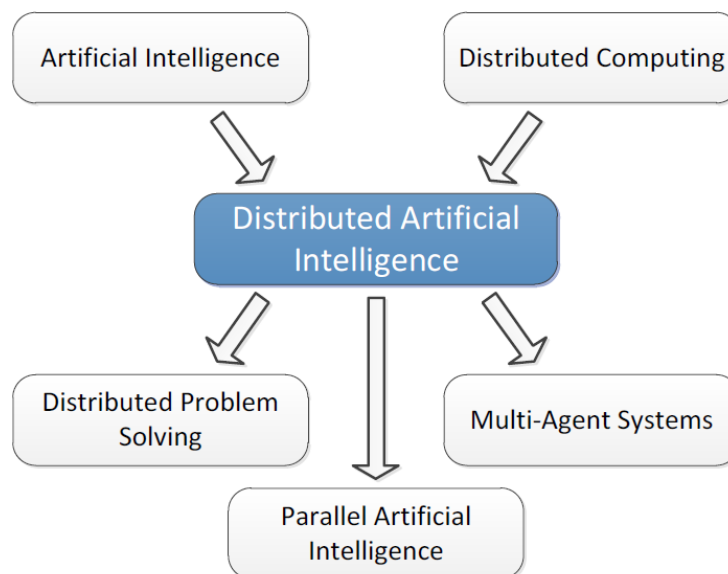 Artificial Intelligence
Distributed Computing
Distributed Artificial
Intelligence
Distributed Problem
Solving
Multi-Agent Systems
Parallel Artificial
Intelligence